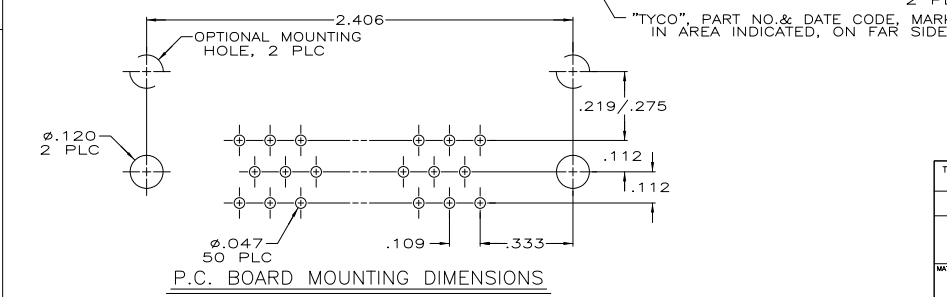 2 PL
2.406
"TYCO", PART NO.& DATE CODE, MARK
IN AREA INDICATED, ON FAR SIDE
OPTIONAL MOUNTING
HOLE, 2 PLC
.219/.275
ø.120
2 PLC
.112
.112
ø.047
50 PLC
.109
.333
P.C. BOARD MOUNTING DIMENSIONS
T
MAT